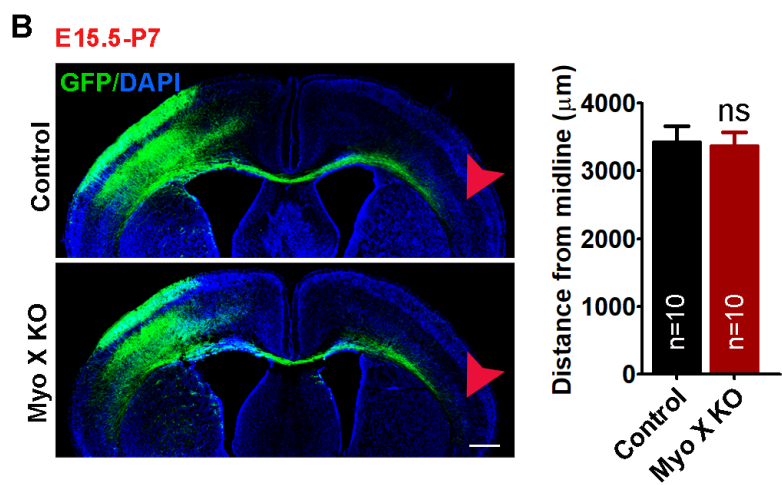 B
E15.5-P7
GFP/DAPI
Control
Myo X KO
Distance from midline (μm)
4000
3000
2000
1000
0
ns
n=10
n=10
Control
Myo X KO